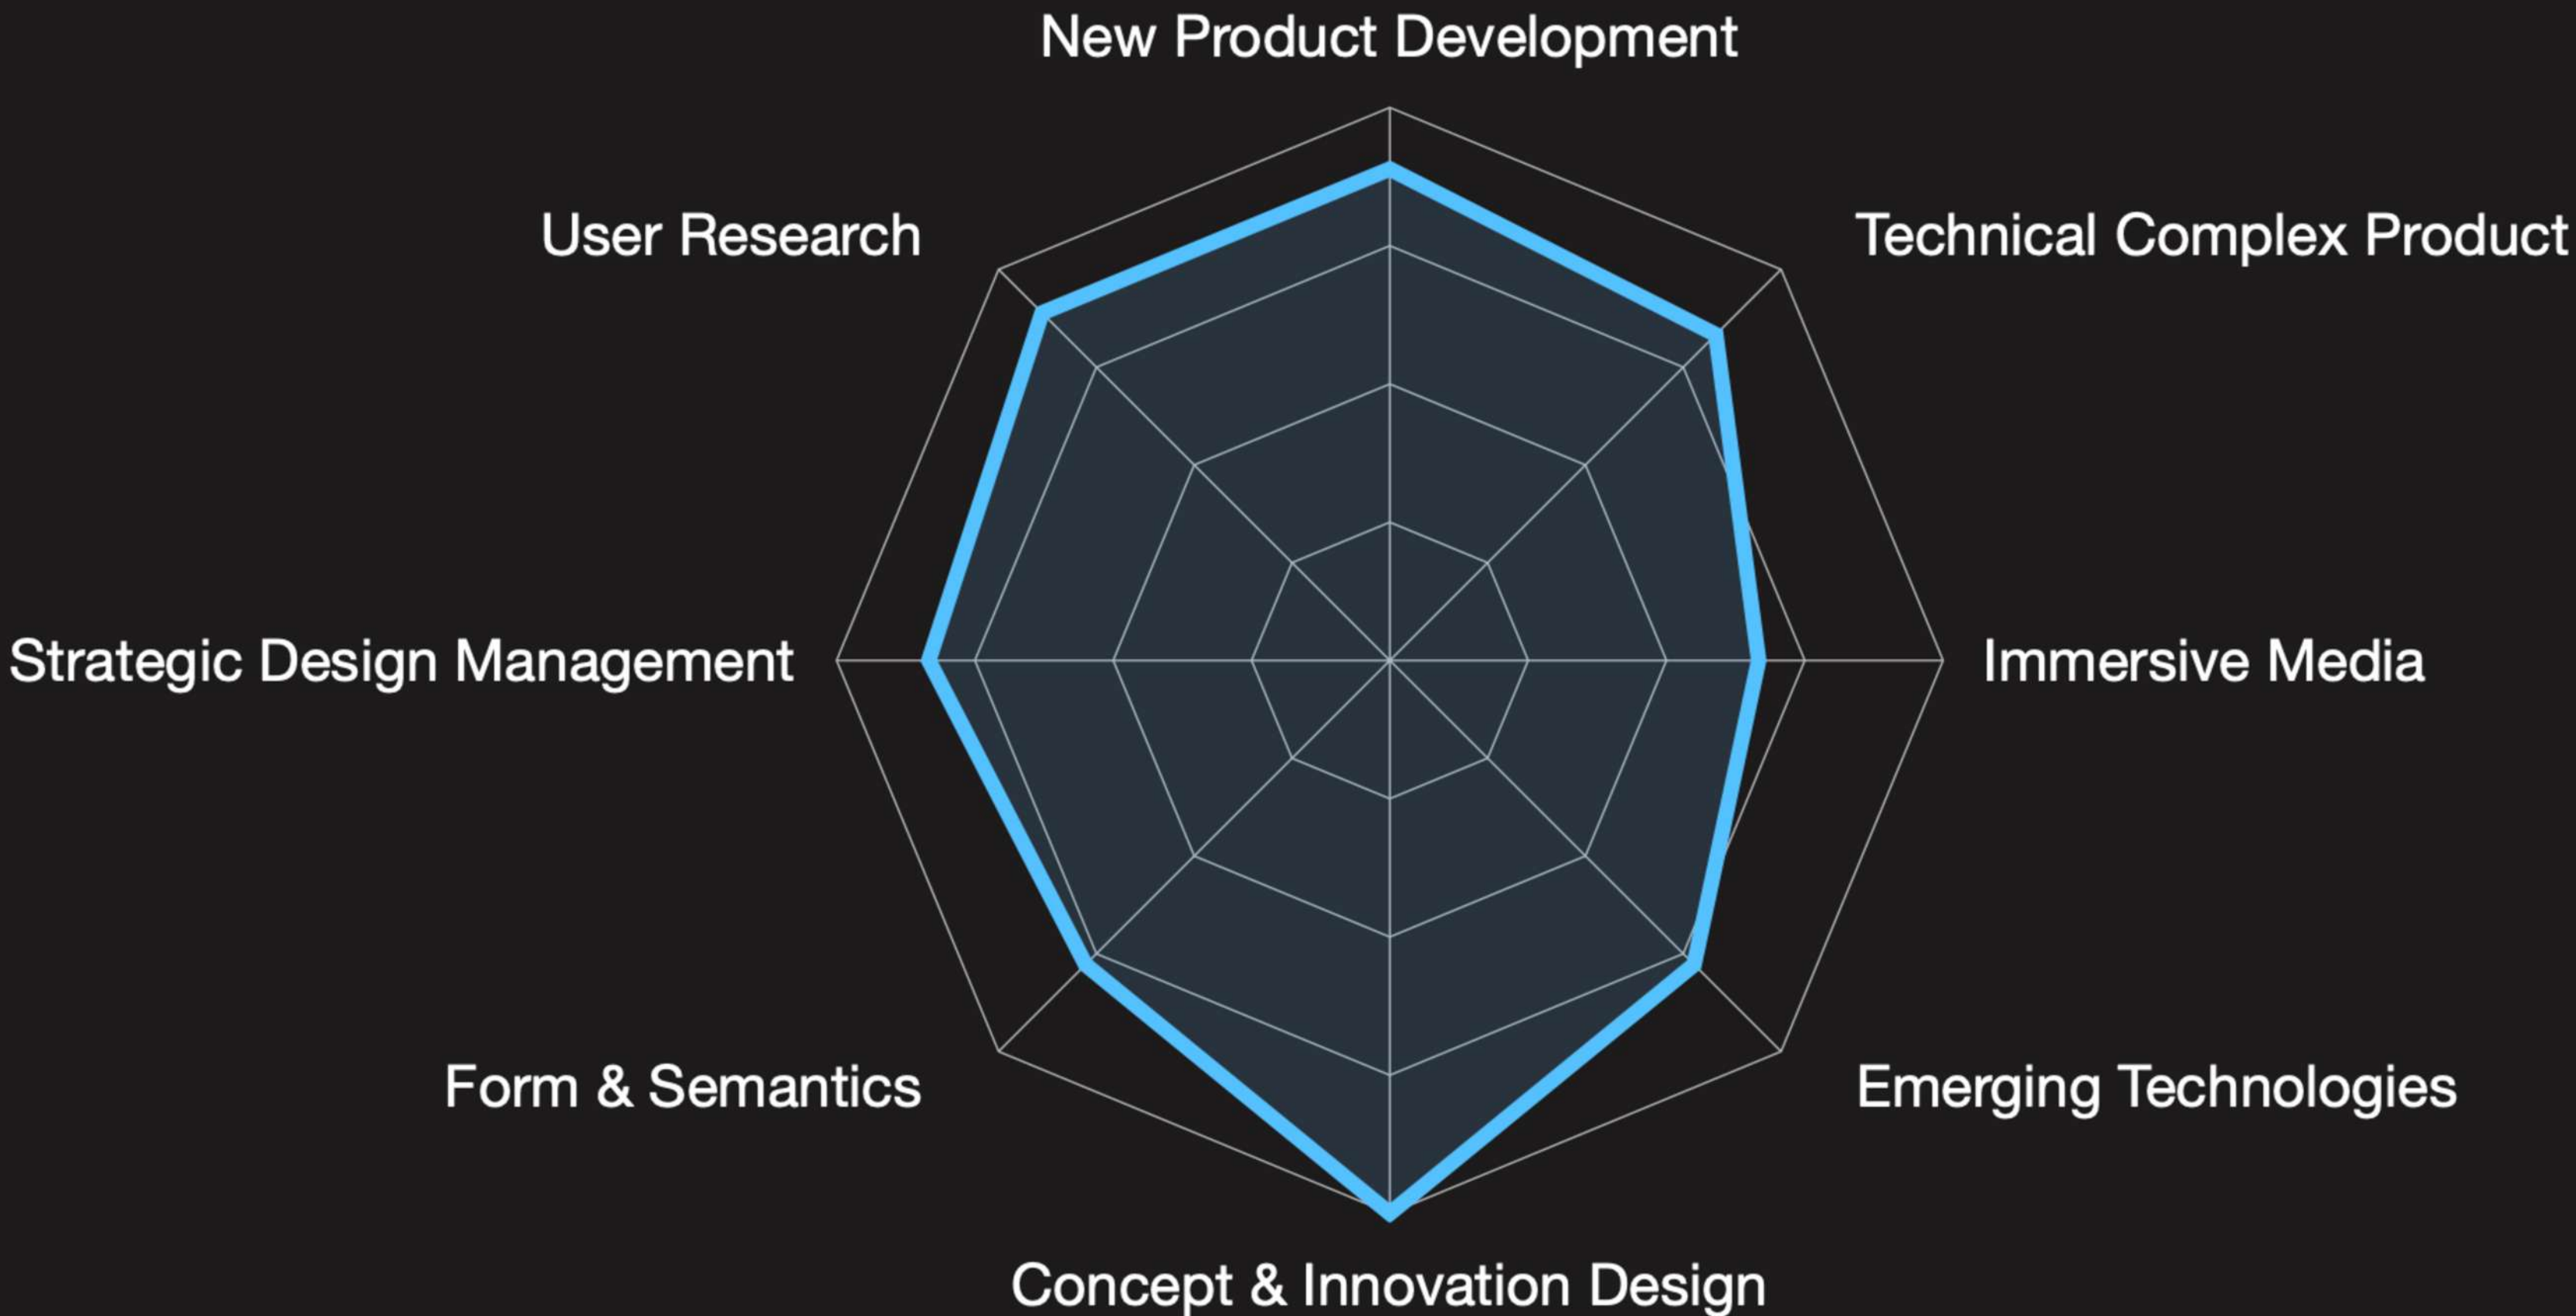 New Product Development
User Research
Technical Complex Product
Strategic Design Management
Immersive Media
Form & Semantics
Emerging Technologies
Concept & Innovation Design